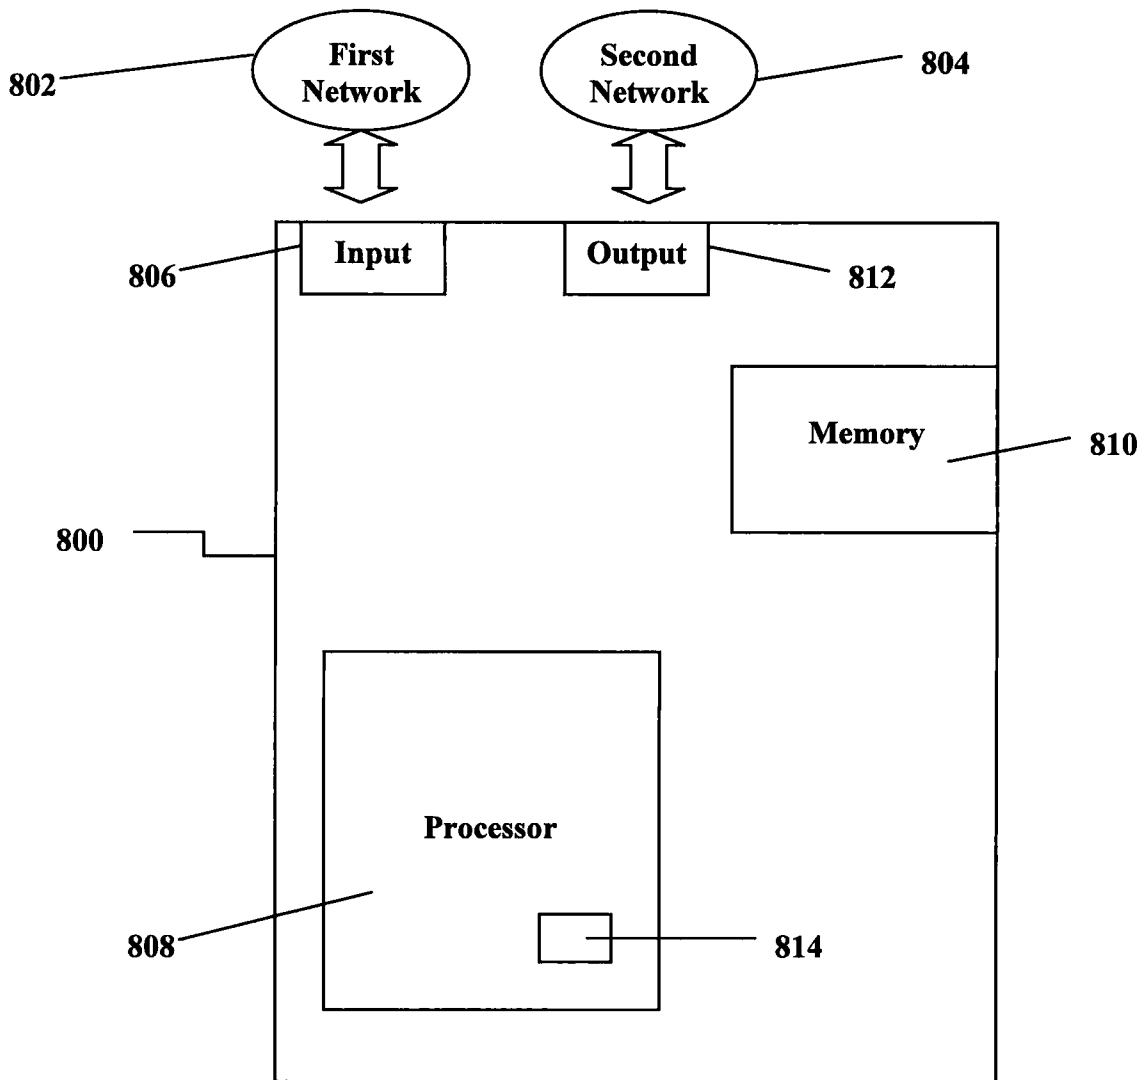 First
Network
Second
Network
802
804
Input
Output
806
812
Memory
810
800
Processor
808
814